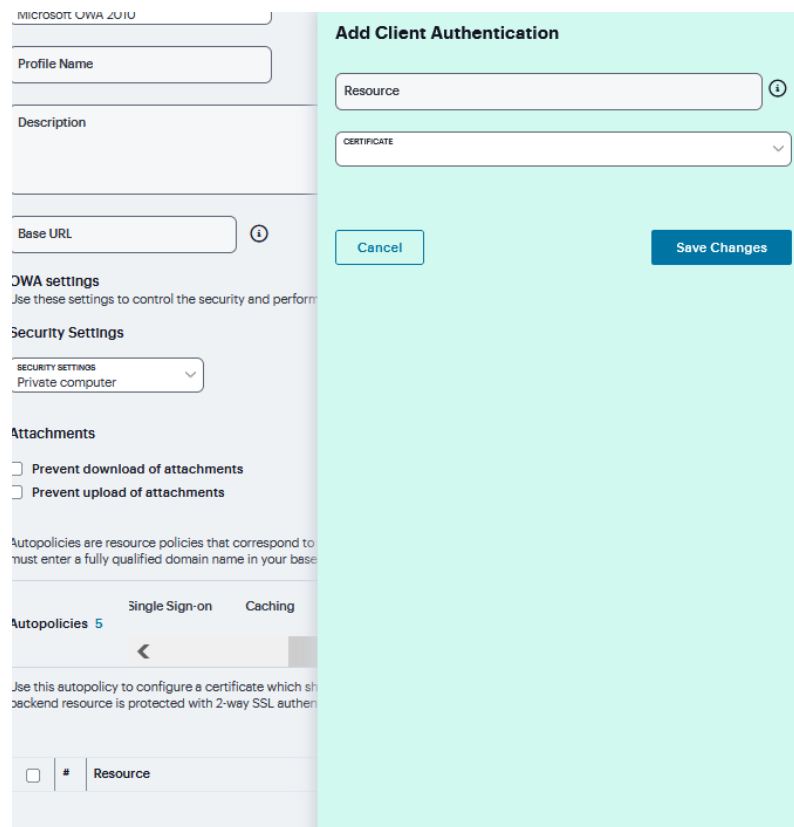 Microsoft OWA 2010
Profile Name
Description
Base URL
OWA settings
Use these settings to control the security and perform
Security Settings
SECURITY SETTINGS
Private computer
Attachments
Prevent download of attachments
Prevent upload of attachments
Autopolicies are resource policies that correspond to
must enter a fully qualified domain name in your base
Autopolicies 5
Single Sign-on
Caching
Use this autopolicy to configure a certificate which sh
backend resource is protected with 2-way SSL authen
#
Resource
Add Client Authentication
Resource
CERTIFICATE
Cancel
Save Changes